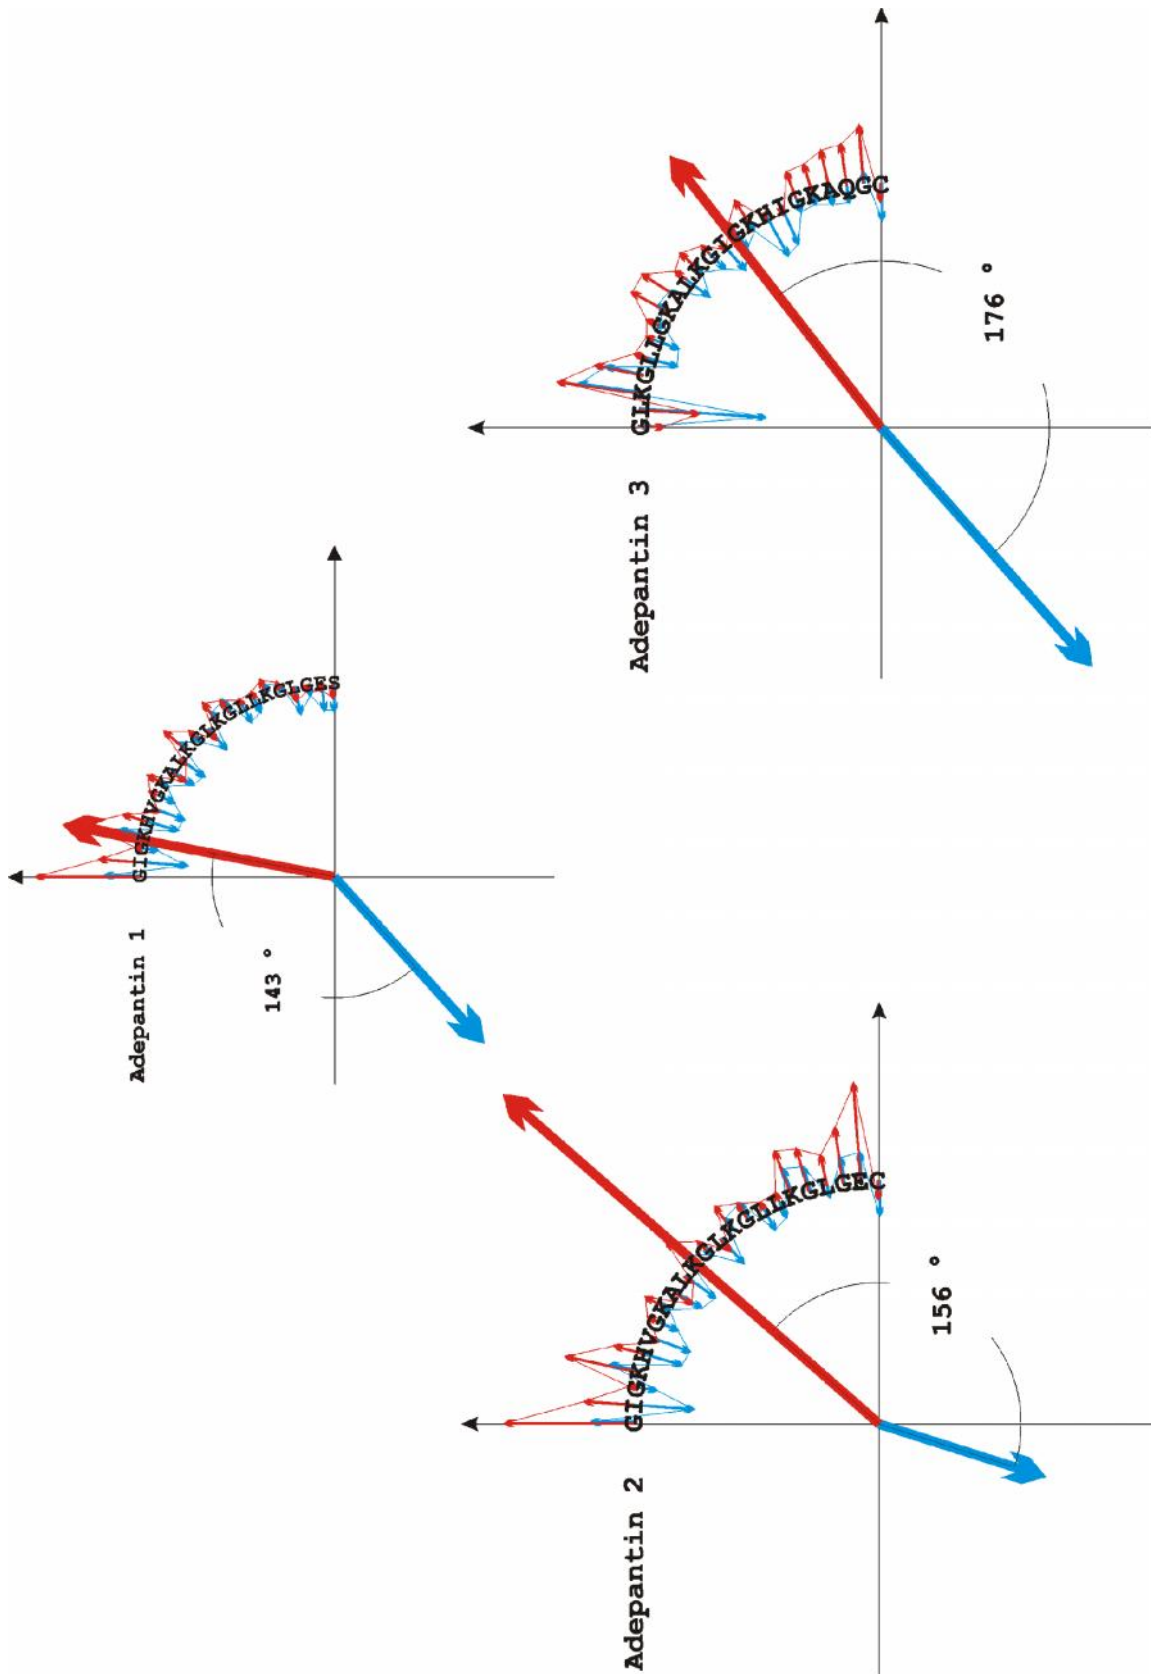 Adepantin 1
GIGKHVGKALKGLKGLLKGLGES
143 °
Adepantin 2
GIGKHVGKALKGLKGLLKGLGEC
156 °
Adepantin 3
GLKGLLGKALKGIGKHIGKAQGC
176 °